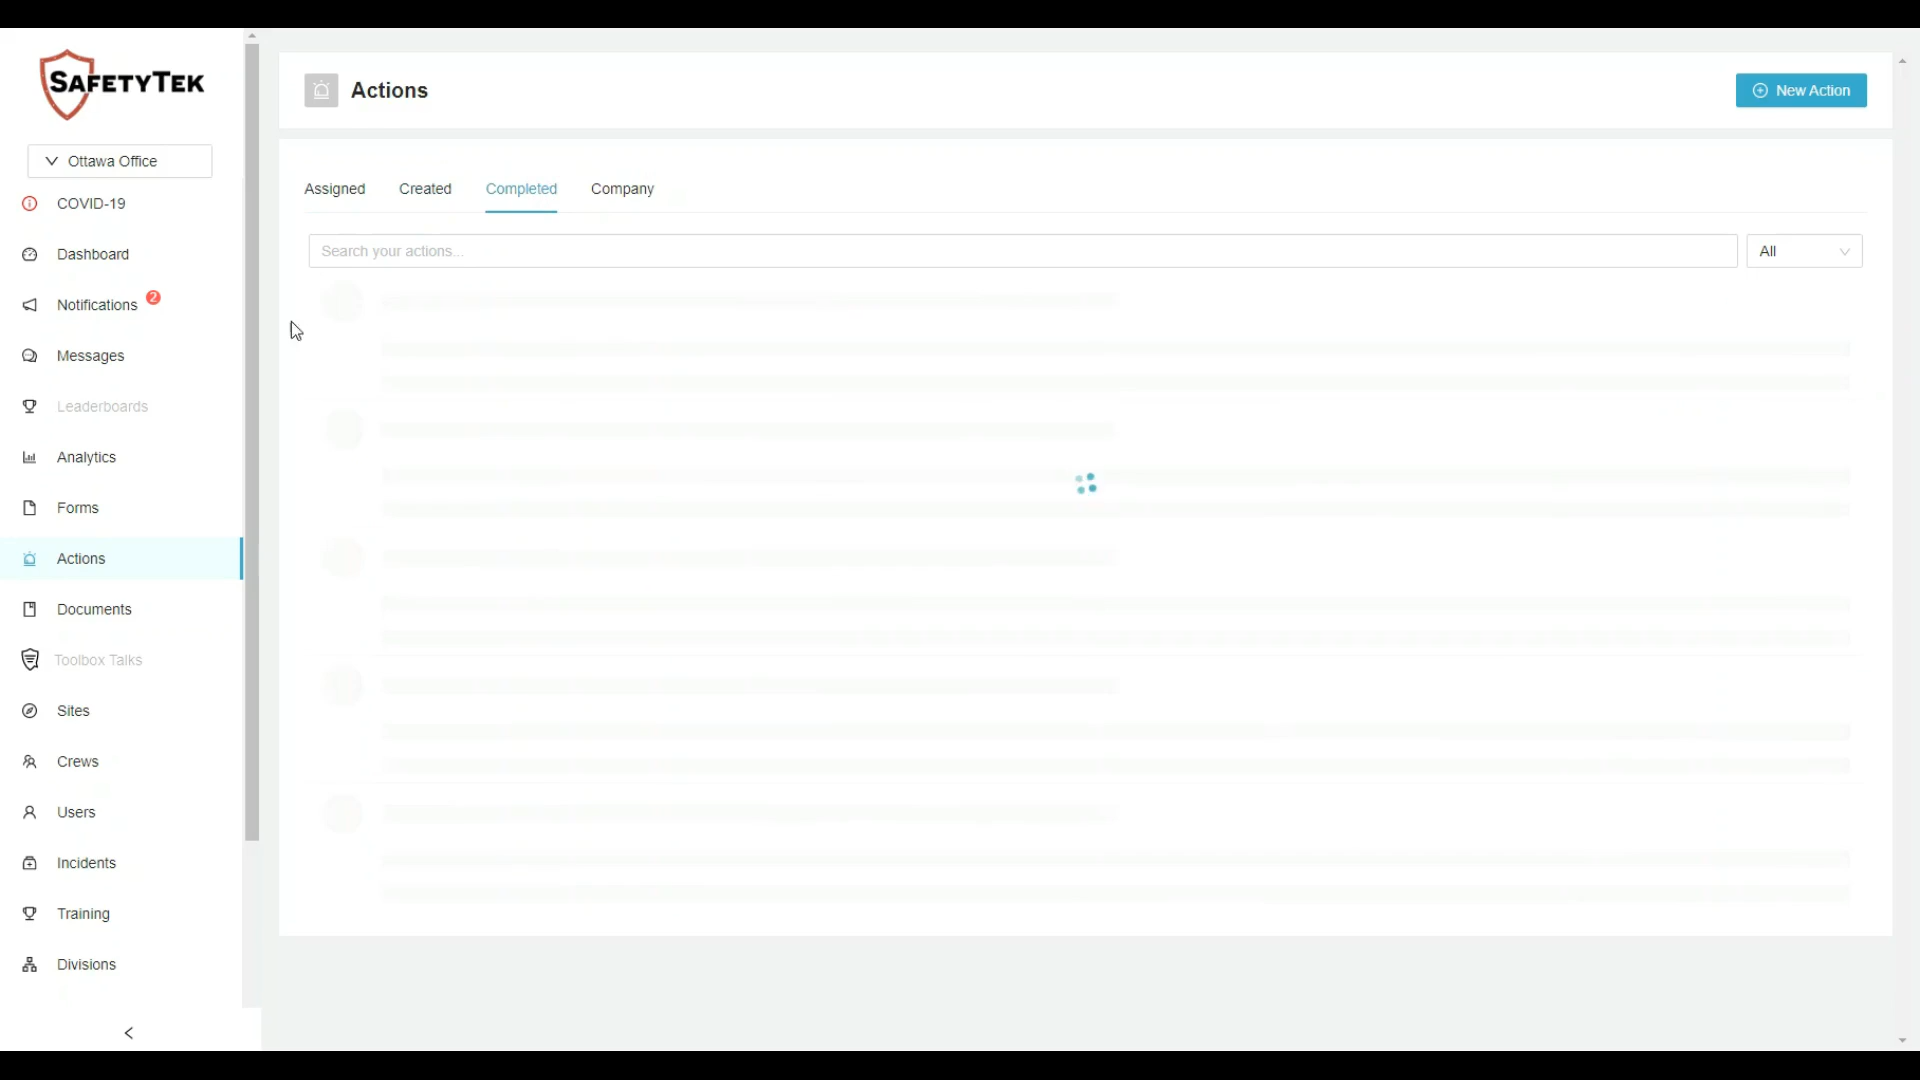 SAFETYTEK
Ottawa Office
COVID-19
Dashboard
Notifications 2
Messages
Leaderboards
Analytics
Forms
Actions
Documents
Toolbox Talks
Sites
Crews
Users
Incidents
Training
Divisions
Actions
New Action
Assigned Created Completed Company
Search your actions...
All